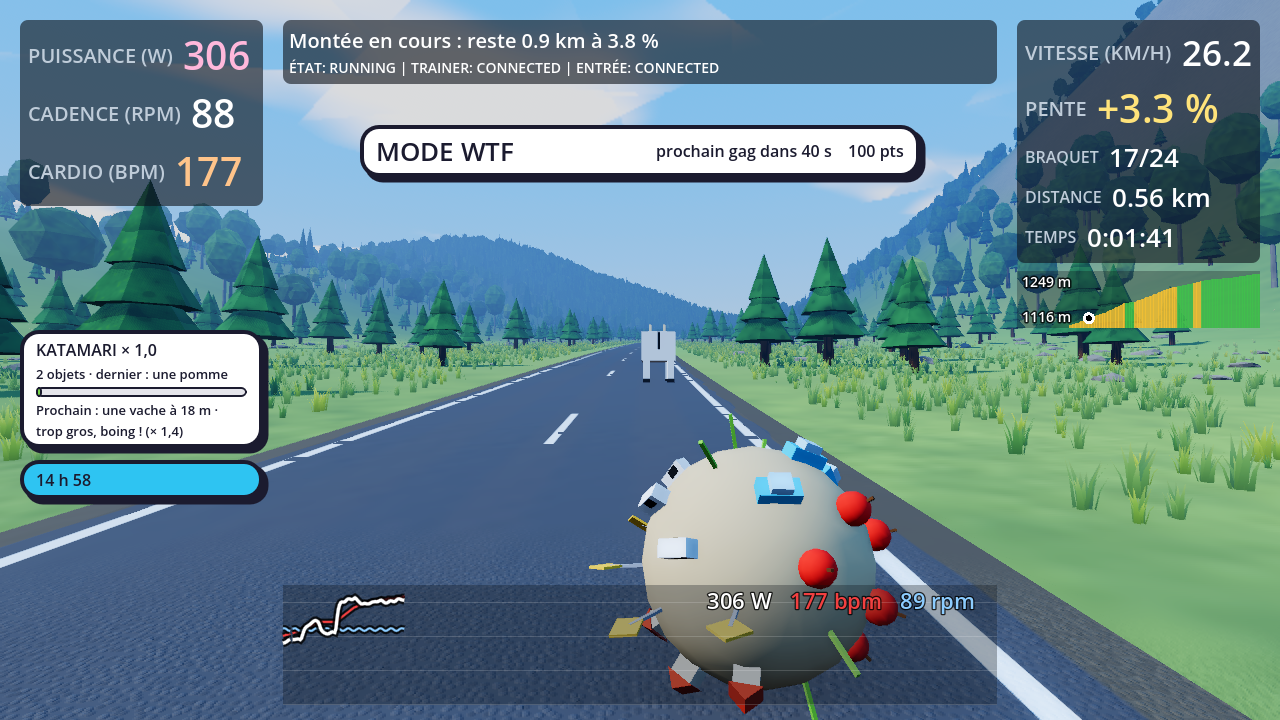 PUISSANCE (W) 306
CADENCE (RPM) 88
CARDIO (BPM) 177
Montée en cours : reste 0.9 km à 3.8 %
ÉTAT: RUNNING | TRAINER: CONNECTED | ENTRÉE: CONNECTED
MODE WTF prochain gag dans 40 s 100 pts
VITESSE (KM/H) 26.2
PENTE +3.3 %
BRAQUET 17/24
DISTANCE 0.56 km
TEMPS 0:01:41
1249 m
1116 m
KATAMARI × 1,0
2 objets · dernier : une pomme
Prochain : une vache à 18 m ·
trop gros, boing ! (× 1,4)
14 h 58
306 W 177 bpm 89 rpm